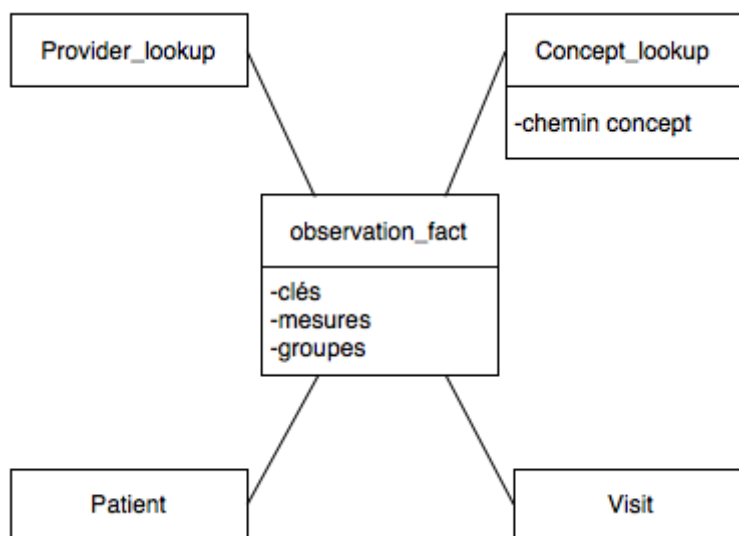 Provider_lookup
Concept_lookup
-chemin concept
observation_fact
-clés
-mesures
-groupes
Patient
Visit